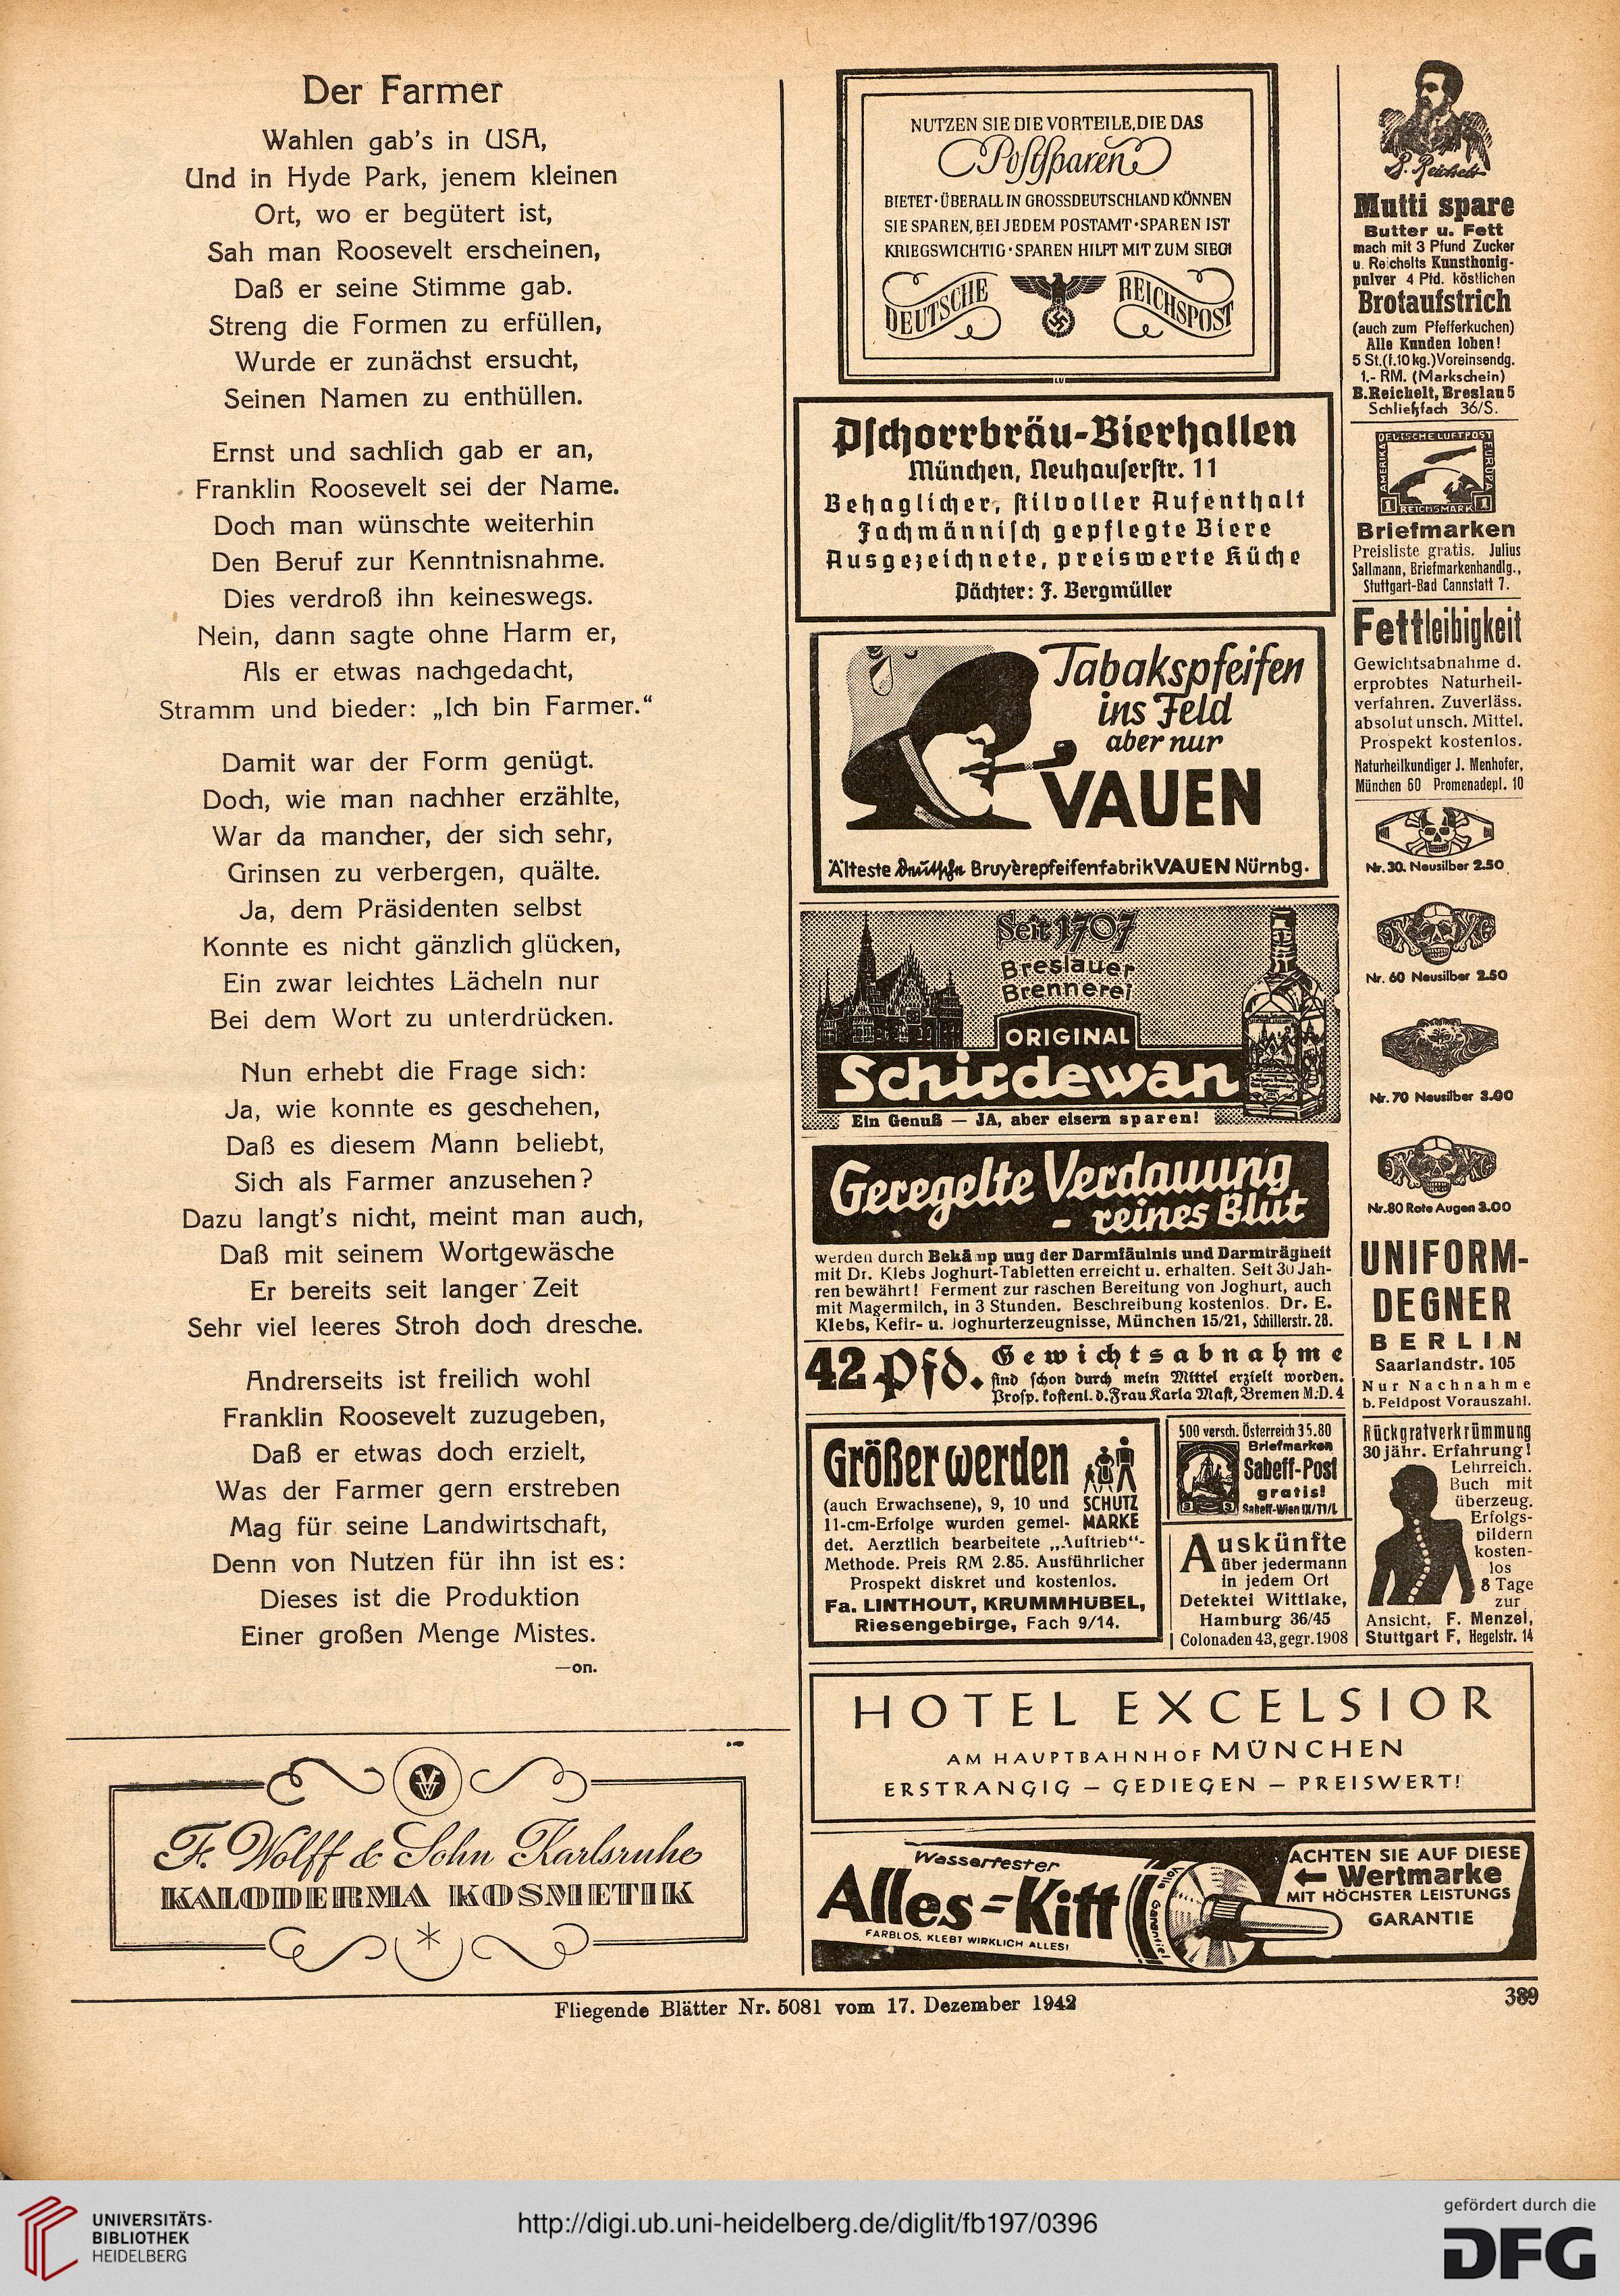 Der Farmer
Wahlen gab's in USA,
Und in Hyde Park, jenem kleinen
Ort, wo er begütert ist,
Sah man Roosevelt erscheinen,
Daß er seine Stimme gab.
Streng die Formen zu erfüllen,
Wurde er zunächst ersucht,
Seinen Namen zu enthüllen.
Ernst und sachlich gab er an,
Franklin Roosevelt sei der Name.
Doch man wünschte weiterhin
Den Beruf zur Kenntnisnahme.
Dies verdroß ihn keineswegs.
Nein, dann sagte ohne Harm er,
Als er etwas nachgedacht,
Stramm und bieder: „Ich bin Farmer.“
Damit war der Form genügt.
Doch, wie man nachher erzählte,
War da mancher, der sich sehr,
Grinsen zu verbergen, quälte.
Ja, dem Präsidenten selbst
Konnte es nicht gänzlich glücken,
Ein zwar leichtes Lächeln nur
Bei dem Wort zu unterdrücken.
Nun erhebt die Frage sich:
Ja, wie konnte es geschehen,
Daß es diesem Mann beliebt,
Sich als Farmer anzusehen?
Dazu langt's nicht, meint man auch,
Daß mit seinem Wortgewäsche
Er bereits seit langer Zeit
Sehr viel leeres Stroh doch dresche.
Andrerseits ist freilich wohl
Franklin Roosevelt zuzugeben,
Daß er etwas doch erzielt,
Was der Farmer gern erstreben
Mag für seine Landwirtschaft,
Denn von Nutzen für ihn ist es:
Dieses ist die Produktion
Einer großen Menge Mistes.
—on.
F. Wolff & Sohn Karlsruhe
KALODERMA KOSMETIK
NUTZEN SIE DIE VORTEILE, DIE DAS
Postsparen
BIETET · ÜBERALL IN GROSSDEUTSCHLAND KÖNNEN
SIE SPAREN, BEI JEDEM POSTAMT · SPAREN IST
KRIEGSWICHTIG · SPAREN HILFT MIT ZUM SIEG!
DEUTSCHE REICHSPOST
Pschorrbräu-Bierhallen
München, Neuhauserstr. 11
Behaglicher, stilvoller Aufenthalt
Fachmännisch gepflegte Biere
Ausgezeichnete, preiswerte Küche
Pächter: F. Bergmüller
Tabakspfeifen
ins Feld
aber nur
VAUEN
Älteste deutsche Bruyèrepfeifenfabrik VAUEN Nürnbg.
Seit 1707
Breslauer
Brennerei
ORIGINAL
Schirdewan
Ein Genuß — JA, aber eisern sparen!
Geregelte Verdauung
- reines Blut
werden durch Bekämpfung der Darmfäulnis und Darmträgheit
mit Dr. Klebs Joghurt-Tabletten erreicht u. erhalten. Seit 30 Jah-
ren bewährt! Ferment zur raschen Bereitung von Joghurt, auch
mit Magermilch, in 3 Stunden. Beschreibung kostenlos. Dr. E.
Klebs, Kefir- u. Joghurterzeugnisse, München 15/21, Schillerstr. 28.
42 Pfd. Gewichtsabnahme
sind schon durch mein Mittel erzielt worden.
Prosp. kostenl. d. Frau Karla Mast, Bremen M.D. 4
Größer werden
SCHUTZ
MARKE
(auch Erwachsene), 9, 10 und
11-cm-Erfolge wurden gemel-
det. Aerztlich bearbeitete „Auftrieb“-
Methode. Preis RM 2.85. Ausführlicher
Prospekt diskret und kostenlos.
Fa. LINTHOUT, KRUMMHÜBEL,
Riesengebirge, Fach 9/14.
500 versch. Österreich 35.80
Briefmarken
Sabeff-Post
gratis!
Sabeff-Wien IX/71/L
Auskünfte
über jedermann
in jedem Ort
Detektei Wittlake,
Hamburg 36/45
Colonaden 43, gegr. 1908
B. Reichelt
Mutti spare
Butter u. Fett
mach mit 3 Pfund Zucker
u. Reichelts Kunsthonig-
pulver 4 Pfd. köstlichen
Brotaufstrich
(auch zum Pfefferkuchen)
Alle Kunden loben!
5 St. (f. 10 kg.) Voreinsendg.
1.- RM. (Markschein)
B. Reichelt, Breslau 5
Schließfach 36/S.
DEUTSCHE LUFTPOST
AMERIKA
EUROPA
1 REICHSMARK 1
Briefmarken
Preisliste gratis. Julius
Sallmann, Briefmarkenhandlg.,
Stuttgart-Bad Cannstatt 7.
Fettleibigkeit
Gewichtsabnahme d.
erprobtes Naturheil-
verfahren. Zuverläss.
absolut unsch. Mittel.
Prospekt kostenlos.
Naturheilkundiger J. Menhofer,
München 60 Promenadepl. 10
Nr. 30. Neusilber 2.50
Nr. 60 Neusilber 2.50
Nr. 70 Neusilber 3.00
Nr. 80 Rote Augen 3.00
UNIFORM-
DEGNER
BERLIN
Saarlandstr. 105
Nur Nachnahme
b. Feldpost Vorauszahl.
Rückgratverkrümmung
30 jähr. Erfahrung!
Lehrreich.
Buch mit
überzeug.
Erfolgs-
bildern
kosten-
los
8 Tage
zur
Ansicht. F. Menzel,
Stuttgart F, Hegelstr. 14
HOTEL EXCELSIOR
AM HAUPTBAHNHOF MÜNCHEN
ERSTRANGIG – GEDIEGEN – PREISWERT!
Wasserfester
Alles-Kitt
FARBLOS, KLEBT WIRKLICH ALLES!
Volle Garantie!
ACHTEN SIE AUF DIESE
← Wertmarke
MIT HÖCHSTER LEISTUNGS
GARANTIE
Fliegende Blätter Nr. 5081 vom 17. Dezember 1942
389
UNIVERSITÄTS-
BIBLIOTHEK
HEIDELBERG
http://digi.ub.uni-heidelberg.de/diglit/fb197/0396
gefördert durch die
DFG